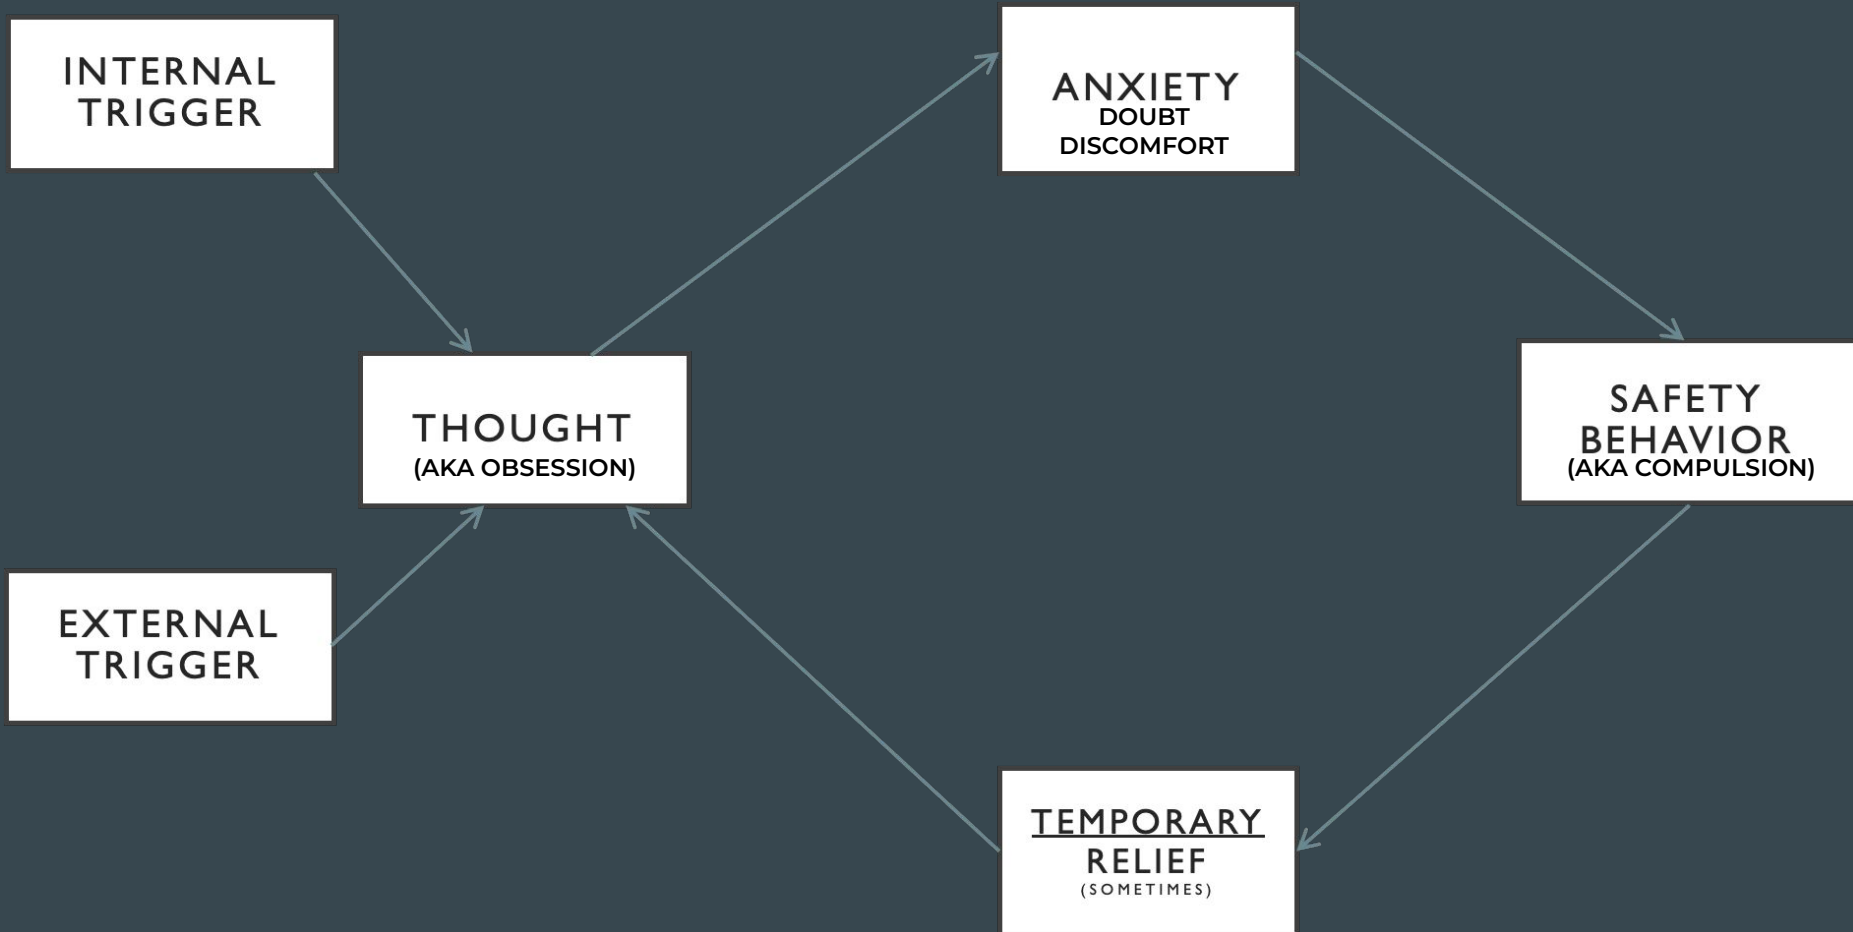 INTERNAL
TRIGGER
ANXIETY
DOUBT
DISCOMFORT
THOUGHT
(AKA OBSESSION)
SAFETY
BEHAVIOR
(AKA COMPULSION)
EXTERNAL
TRIGGER
TEMPORARY
RELIEF
(SOMETIMES)